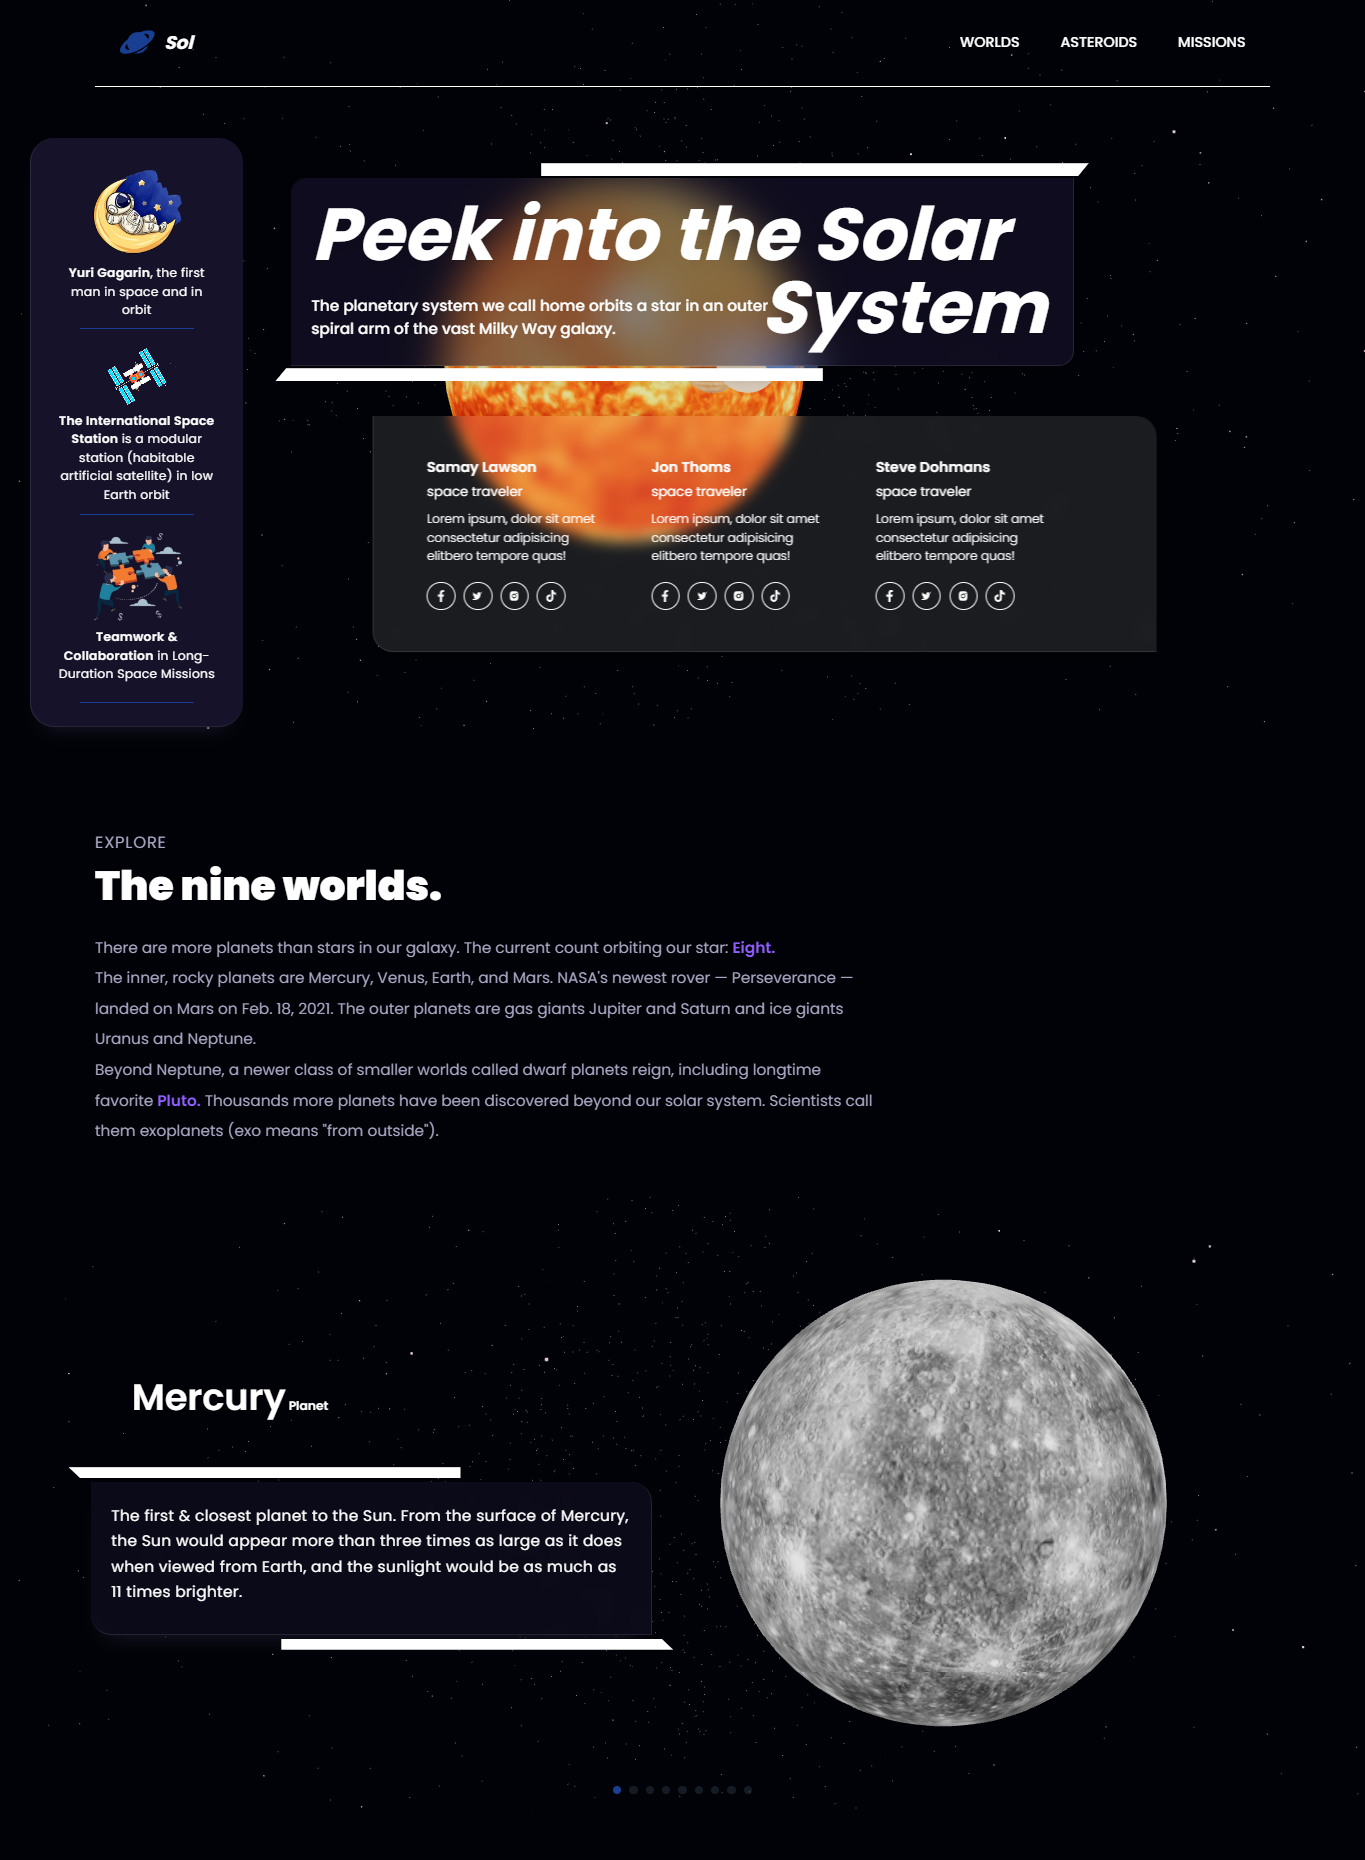 Sol
WORLDS
ASTEROIDS
MISSIONS
Yuri Gagarin, the first
man in space and in
orbit
The International Space
Station is a modular
station (habitable
artificial satellite) in low
Earth orbit
Teamwork &
Collaboration in Long-
Duration Space Missions
Peek into the Solar
System
The planetary system we call home orbits a star in an outer
spiral arm of the vast Milky Way galaxy.
Samay Lawson
space traveler
Lorem ipsum, dolor sit amet
consectetur adipisicing
elitbero tempore quas!
Jon Thoms
space traveler
Lorem ipsum, dolor sit amet
consectetur adipisicing
elitbero tempore quas!
Steve Dohmans
space traveler
Lorem ipsum, dolor sit amet
consectetur adipisicing
elitbero tempore quas!
EXPLORE
The nine worlds.
There are more planets than stars in our galaxy. The current count orbiting our star: Eight.
The inner, rocky planets are Mercury, Venus, Earth, and Mars. NASA's newest rover — Perseverance —
landed on Mars on Feb. 18, 2021. The outer planets are gas giants Jupiter and Saturn and ice giants
Uranus and Neptune.
Beyond Neptune, a newer class of smaller worlds called dwarf planets reign, including longtime
favorite Pluto. Thousands more planets have been discovered beyond our solar system. Scientists call
them exoplanets (exo means "from outside").
Mercury Planet
The first & closest planet to the Sun. From the surface of Mercury,
the Sun would appear more than three times as large as it does
when viewed from Earth, and the sunlight would be as much as
11 times brighter.